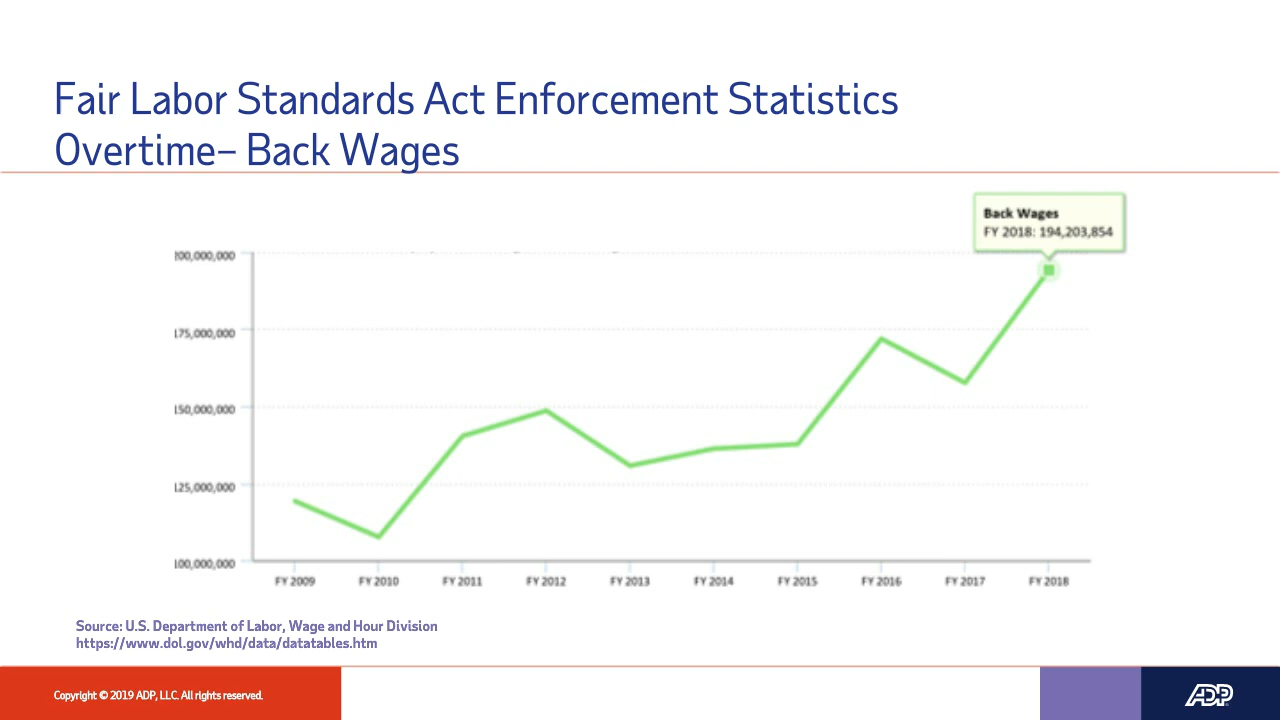 Fair Labor Standards Act Enforcement Statistics
Overtime– Back Wages
Back Wages
FY 2018: 194,203,854
200,000,000
175,000,000
150,000,000
125,000,000
100,000,000
FY 2009 FY 2010 FY 2011 FY 2012 FY 2013 FY 2014 FY 2015 FY 2016 FY 2017 FY 2018
Source: U.S. Department of Labor, Wage and Hour Division
https://www.dol.gov/whd/data/datatables.htm
Copyright © 2019 ADP, LLC. All rights reserved.
ADP